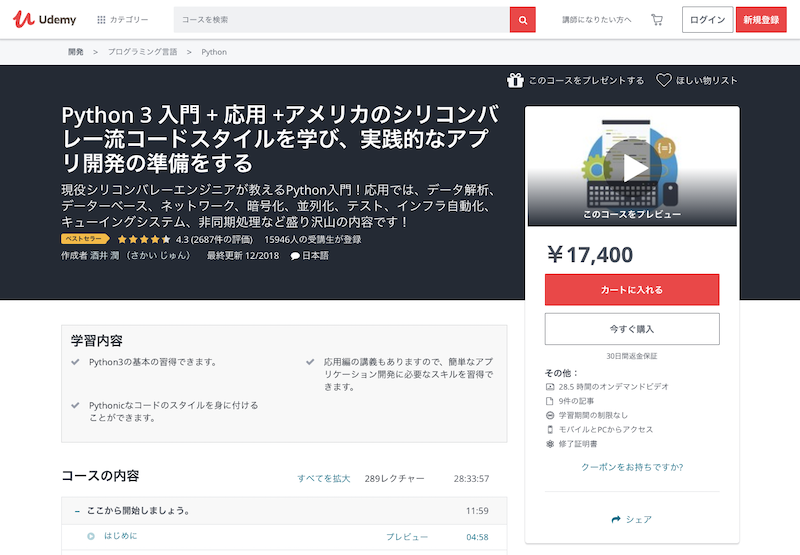 Udemy
カテゴリー
コースを検索
講師になりたい方へ
ログイン
新規登録
開発 > プログラミング言語 > Python
このコースをプレゼントする
ほしい物リスト
Python 3 入門 + 応用 +アメリカのシリコンバ
レー流コードスタイルを学び、実践的なアプ
リ開発の準備をする
現役シリコンバレーエンジニアが教えるPython入門！応用では、データ解析、
データーベース、ネットワーク、暗号化、並列化、テスト、インフラ自動化、
キューイングシステム、非同期処理など盛り沢山の内容です！
ベストセラー 4.3 (2687件の評価) 15946人の受講生が登録
作成者 酒井 潤 （さかい じゅん） 最終更新 12/2018 日本語
このコースをプレビュー
￥17,400
カートに入れる
今すぐ購入
30日間返金保証
その他：
28.5 時間のオンデマンドビデオ
9件の記事
学習期間の制限なし
モバイルとPCからアクセス
修了証明書
クーポンをお持ちですか?
シェア
学習内容
Python3の基本の習得できます。
応用編の講義もありますので、簡単なアプ
リケーション開発に必要なスキルを習得で
きます。
Pythonicなコードのスタイルを身に付ける
ことができます。
コースの内容
すべてを拡大
289レクチャー
28:33:57
− ここから開始しましょう。 11:59
はじめに プレビュー 04:58